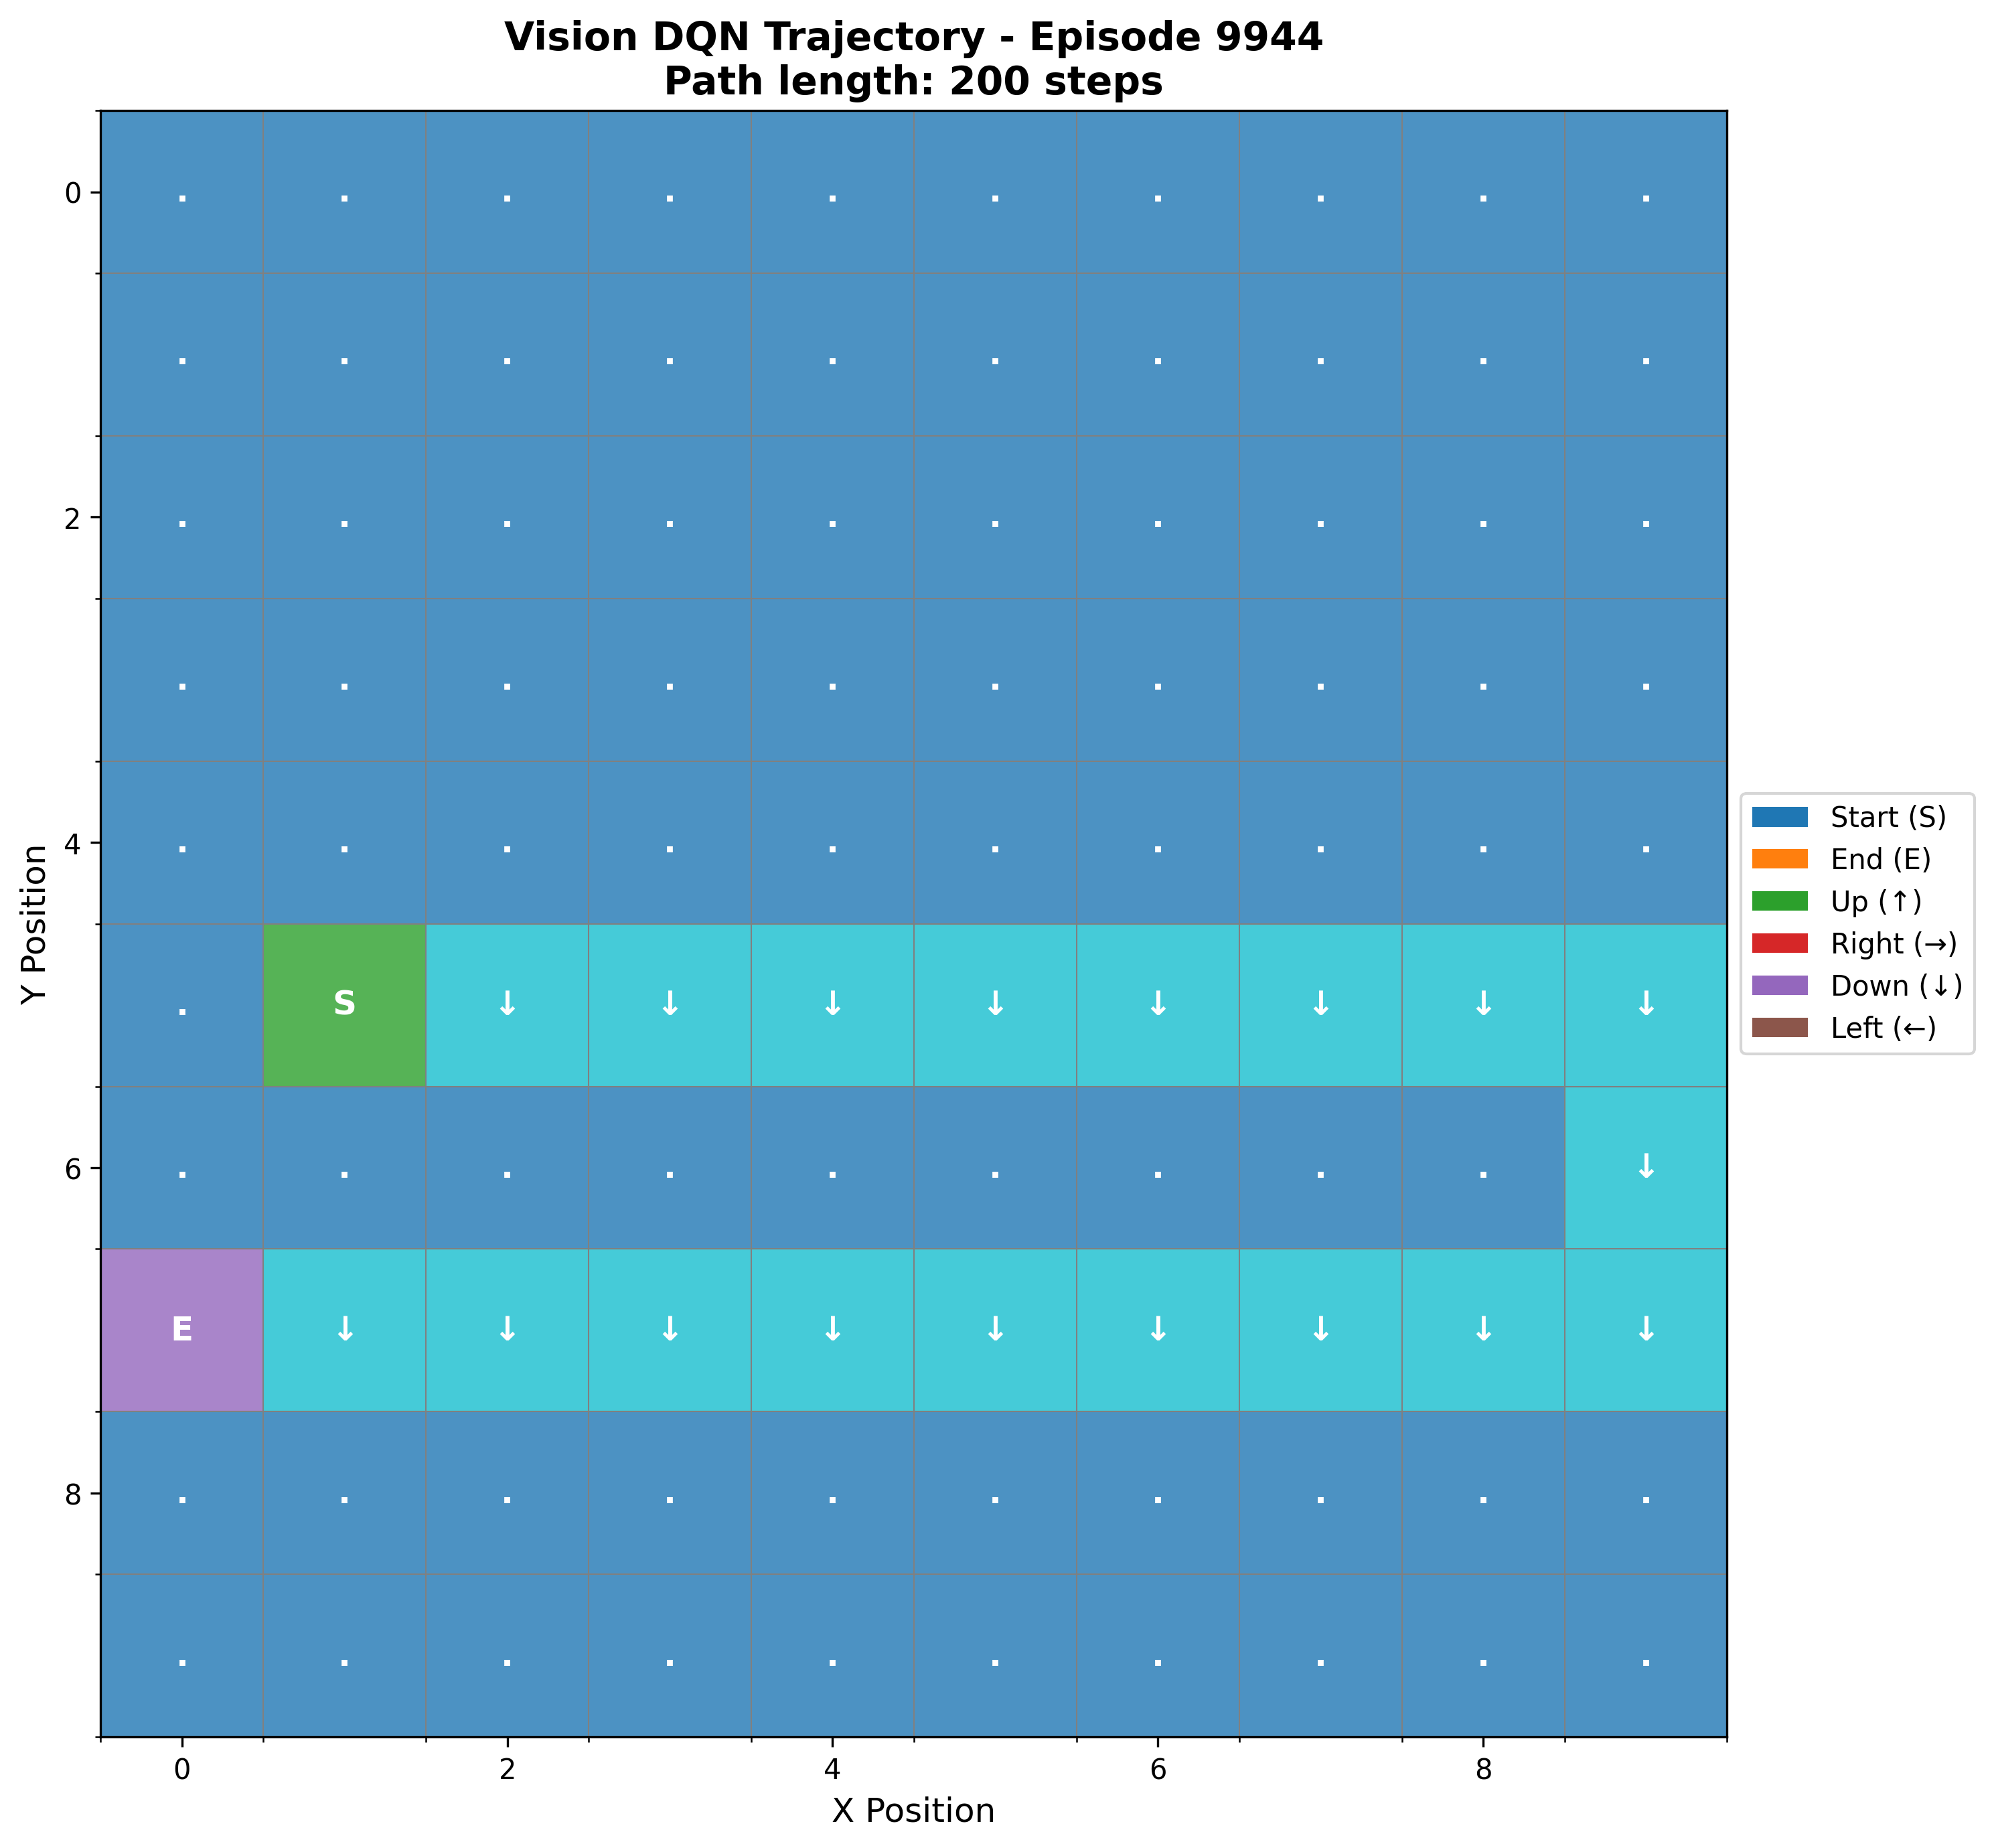 Vision DQN Trajectory - Episode 9944
Path length: 200 steps
0
· · · · · · · · · ·
· · · · · · · · · ·
2
· · · · · · · · · ·
· · · · · · · · · ·
4
· · · · · · · · · ·
· S ↓ ↓ ↓ ↓ ↓ ↓ ↓ ↓
6
· · · · · · · · · ↓
E ↓ ↓ ↓ ↓ ↓ ↓ ↓ ↓ ↓
8
· · · · · · · · · ·
· · · · · · · · · ·
0 2 4 6 8
X Position
Y Position
Start (S)
End (E)
Up (↑)
Right (→)
Down (↓)
Left (←)